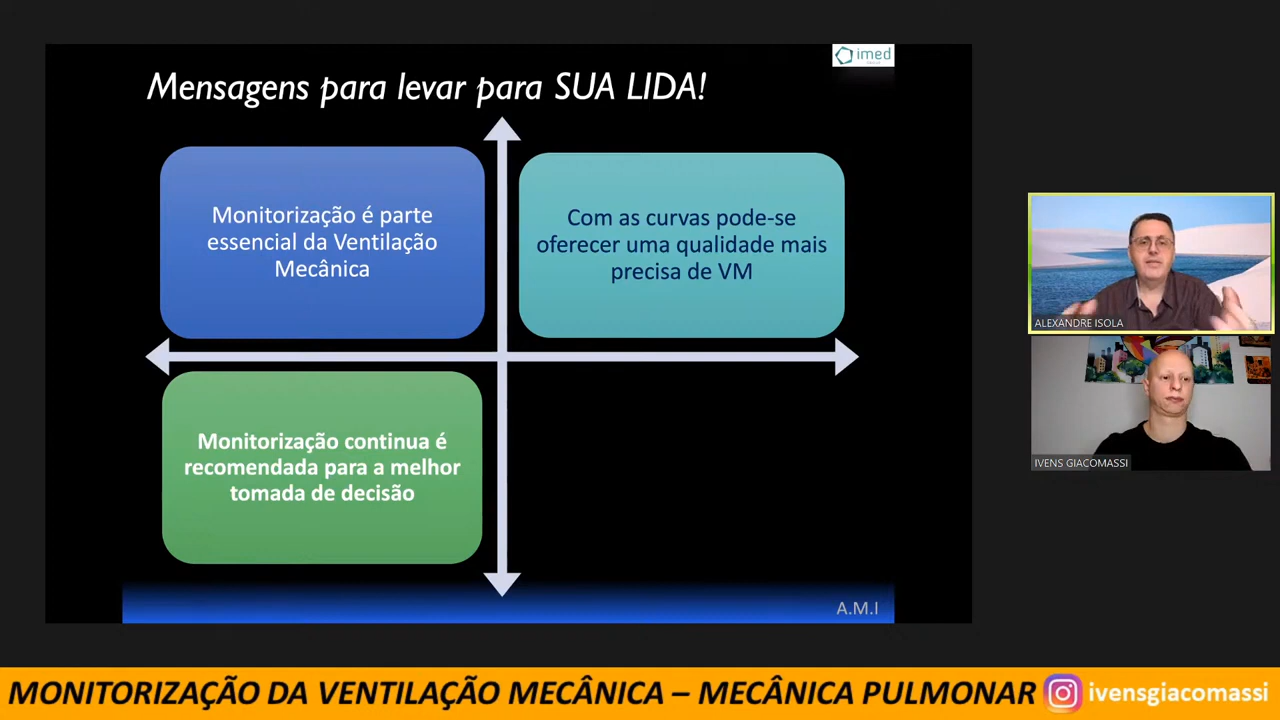 imed
Mensagens para levar para SUA LIDA!
Monitorização é parte
essencial da Ventilação
Mecânica
Com as curvas pode-se
oferecer uma qualidade mais
precisa de VM
Monitorização continua é
recomendada para a melhor
tomada de decisão
A.M.I
ALEXANDRE ISOLA
IVENS GIACOMASSI
MONITORIZAÇÃO DA VENTILAÇÃO MECÂNICA – MECÂNICA PULMONAR ivensgiacomassi